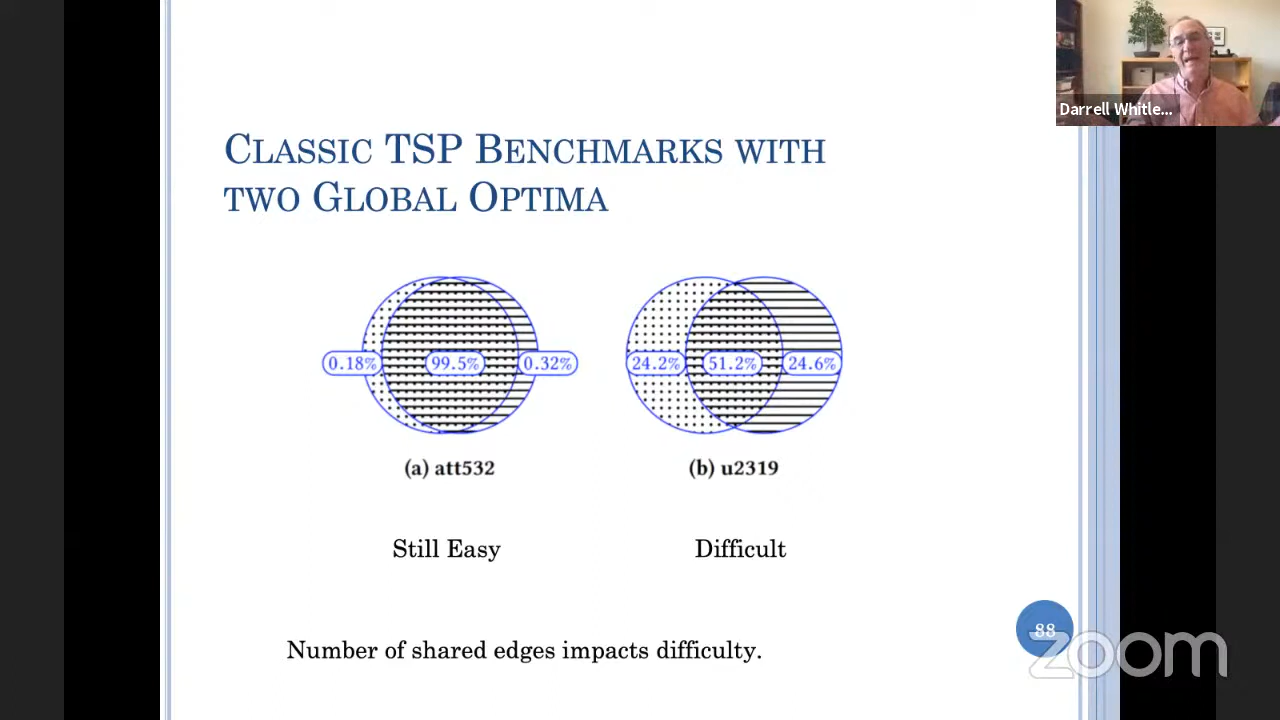 Darrell Whitle...
CLASSIC TSP BENCHMARKS WITH
TWO GLOBAL OPTIMA
0.18% 99.5% 0.32%
24.2% 51.2% 24.6%
(a) att532
(b) u2319
Still Easy
Difficult
Number of shared edges impacts difficulty.
88
zoom